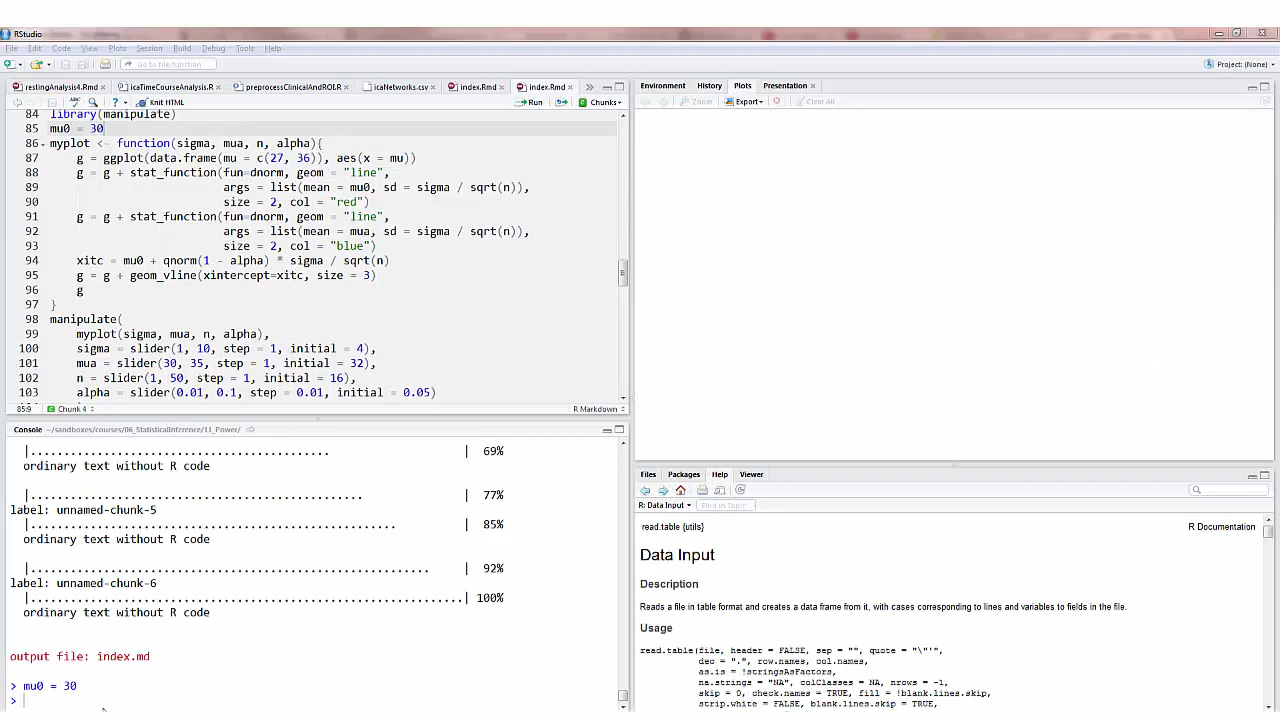 RStudio
File Edit Code View Plots Session Build Debug Tools Help
Go to file/function
Project: (None)
restingAnalysis4.Rmd
icaTimeCourseAnalysis.R
preprocessClinicalAndROI.R
icaNetworks.csv
index.Rmd
index.Rmd
ABC Knit HTML Run Chunks
84 library(manipulate)
85 mu0 = 30
86 myplot <- function(sigma, mua, n, alpha){
87 g = ggplot(data.frame(mu = c(27, 36)), aes(x = mu))
88 g = g + stat_function(fun=dnorm, geom = "line",
89 args = list(mean = mu0, sd = sigma / sqrt(n)),
90 size = 2, col = "red")
91 g = g + stat_function(fun=dnorm, geom = "line",
92 args = list(mean = mua, sd = sigma / sqrt(n)),
93 size = 2, col = "blue")
94 xitc = mu0 + qnorm(1 - alpha) * sigma / sqrt(n)
95 g = g + geom_vline(xintercept=xitc, size = 3)
96 g
97 }
98 manipulate(
99 myplot(sigma, mua, n, alpha),
100 sigma = slider(1, 10, step = 1, initial = 4),
101 mua = slider(30, 35, step = 1, initial = 32),
102 n = slider(1, 50, step = 1, initial = 16),
103 alpha = slider(0.01, 0.1, step = 0.01, initial = 0.05)
85:9 Chunk 4 R Markdown
Console ~/sandboxes/courses/06_StatisticalInference/11_Power/
|............................................. | 69%
ordinary text without R code
|.................................................. | 77%
label: unnamed-chunk-5
|....................................................... | 85%
ordinary text without R code
|............................................................ | 92%
label: unnamed-chunk-6
|.................................................................| 100%
ordinary text without R code
output file: index.md
> mu0 = 30
>
Environment History Plots Presentation
Zoom Export Clear All
Files Packages Help Viewer
R: Data Input Find in Topic
read.table {utils} R Documentation
Data Input
Description
Reads a file in table format and creates a data frame from it, with cases corresponding to lines and variables to fields in the file.
Usage
read.table(file, header = FALSE, sep = "", quote = "\"'",
dec = ".", row.names, col.names,
as.is = !stringsAsFactors,
na.strings = "NA", colClasses = NA, nrows = -1,
skip = 0, check.names = TRUE, fill = !blank.lines.skip,
strip.white = FALSE, blank.lines.skip = TRUE,